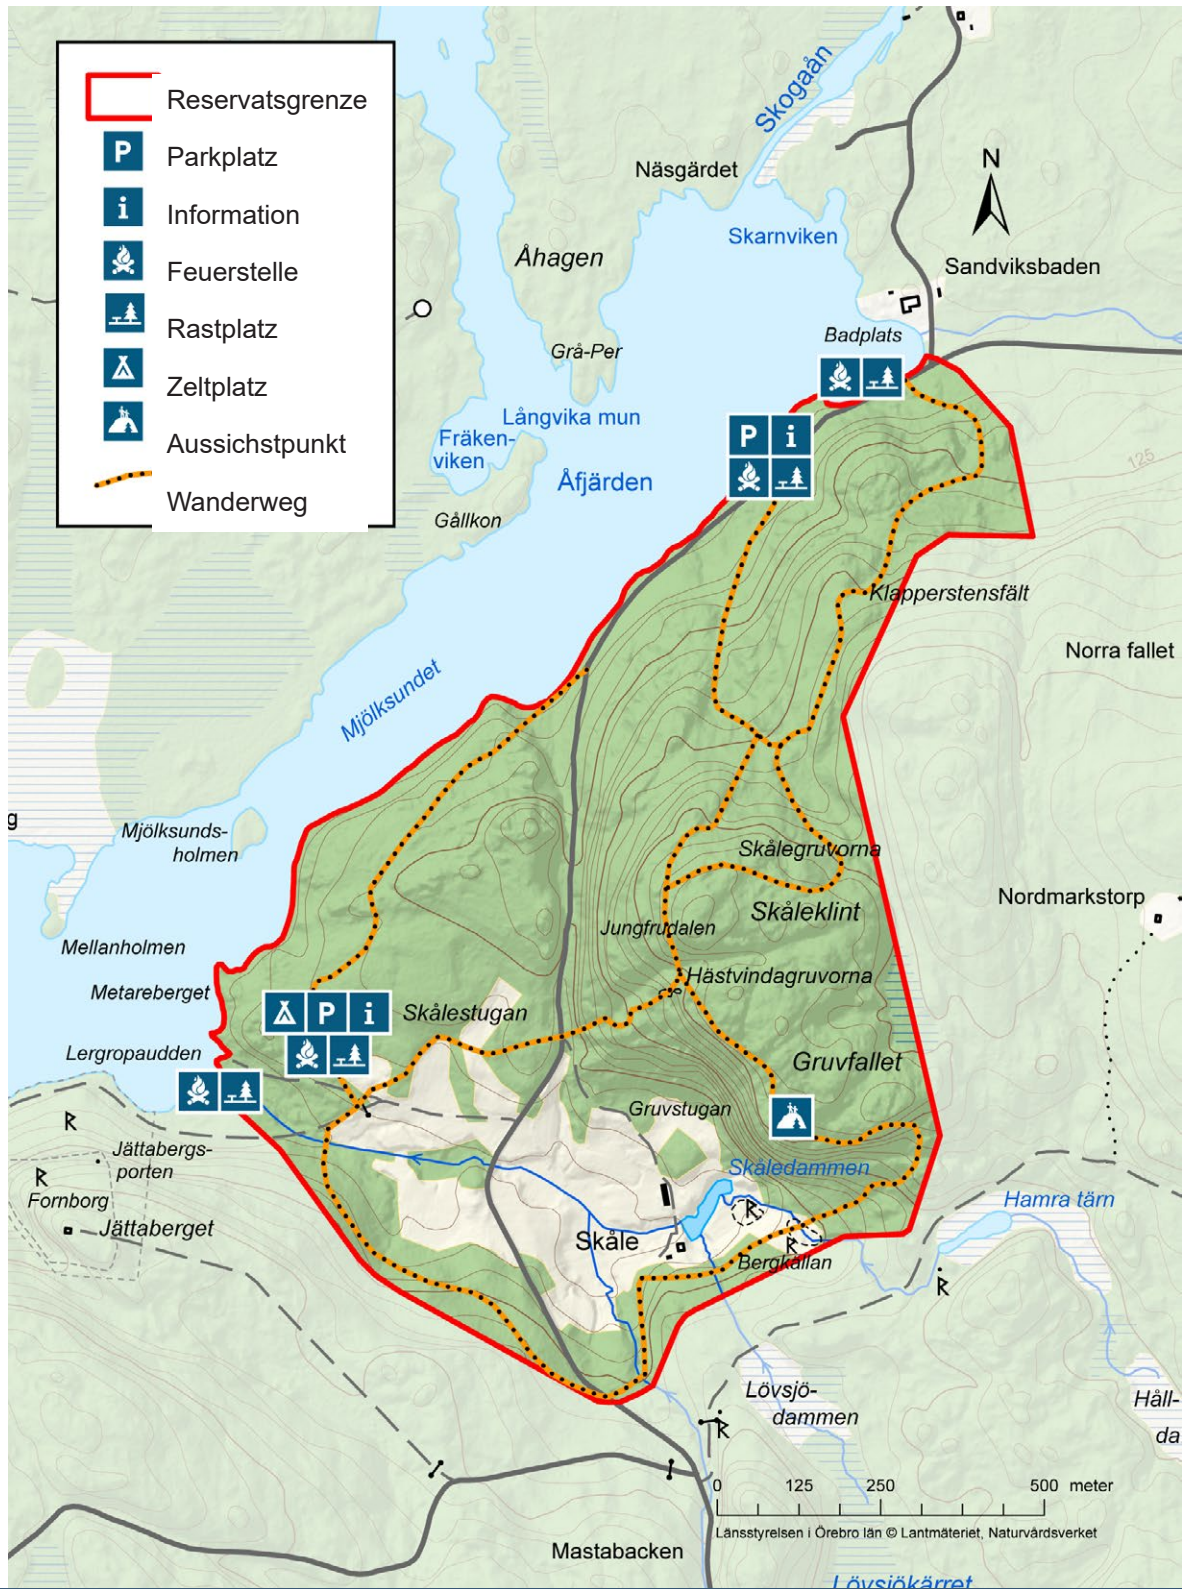 Reservatsgrenze
P
Parkplatz
i
Information
Feuerstelle
Rastplatz
Zeltplatz
Aussichstpunkt
Wanderweg
Skogaån
Näsgärdet
N
Skarnviken
Sandviksbaden
Åhagen
Badplats
Grå-Per
Långvika mun
Fräken-
viken
P i
Åfjärden
125
Gållkon
Klapperstensfält
Norra fallet
Mjölksundet
g
Mjölksunds-
holmen
Skålegruvorna
Nordmarkstorp
Skåleklint
Jungfrudalen
Mellanholmen
Hästvindagruvorna
Metareberget
P i
Skålestugan
Lergropaudden
Gruvfallet
Gruvstugan
R
Jättabergs-
porten
Skåledammen
R
Fornborg
Hamra tärn
R
Jättaberget
Skåle
R
Bergkällan
R
Lövsjö-
dammen
R
Håll-
da
0 125 250 500 meter
Länsstyrelsen i Örebro län © Lantmäteriet, Naturvårdsverket
Mastabacken
Lövsjökärret